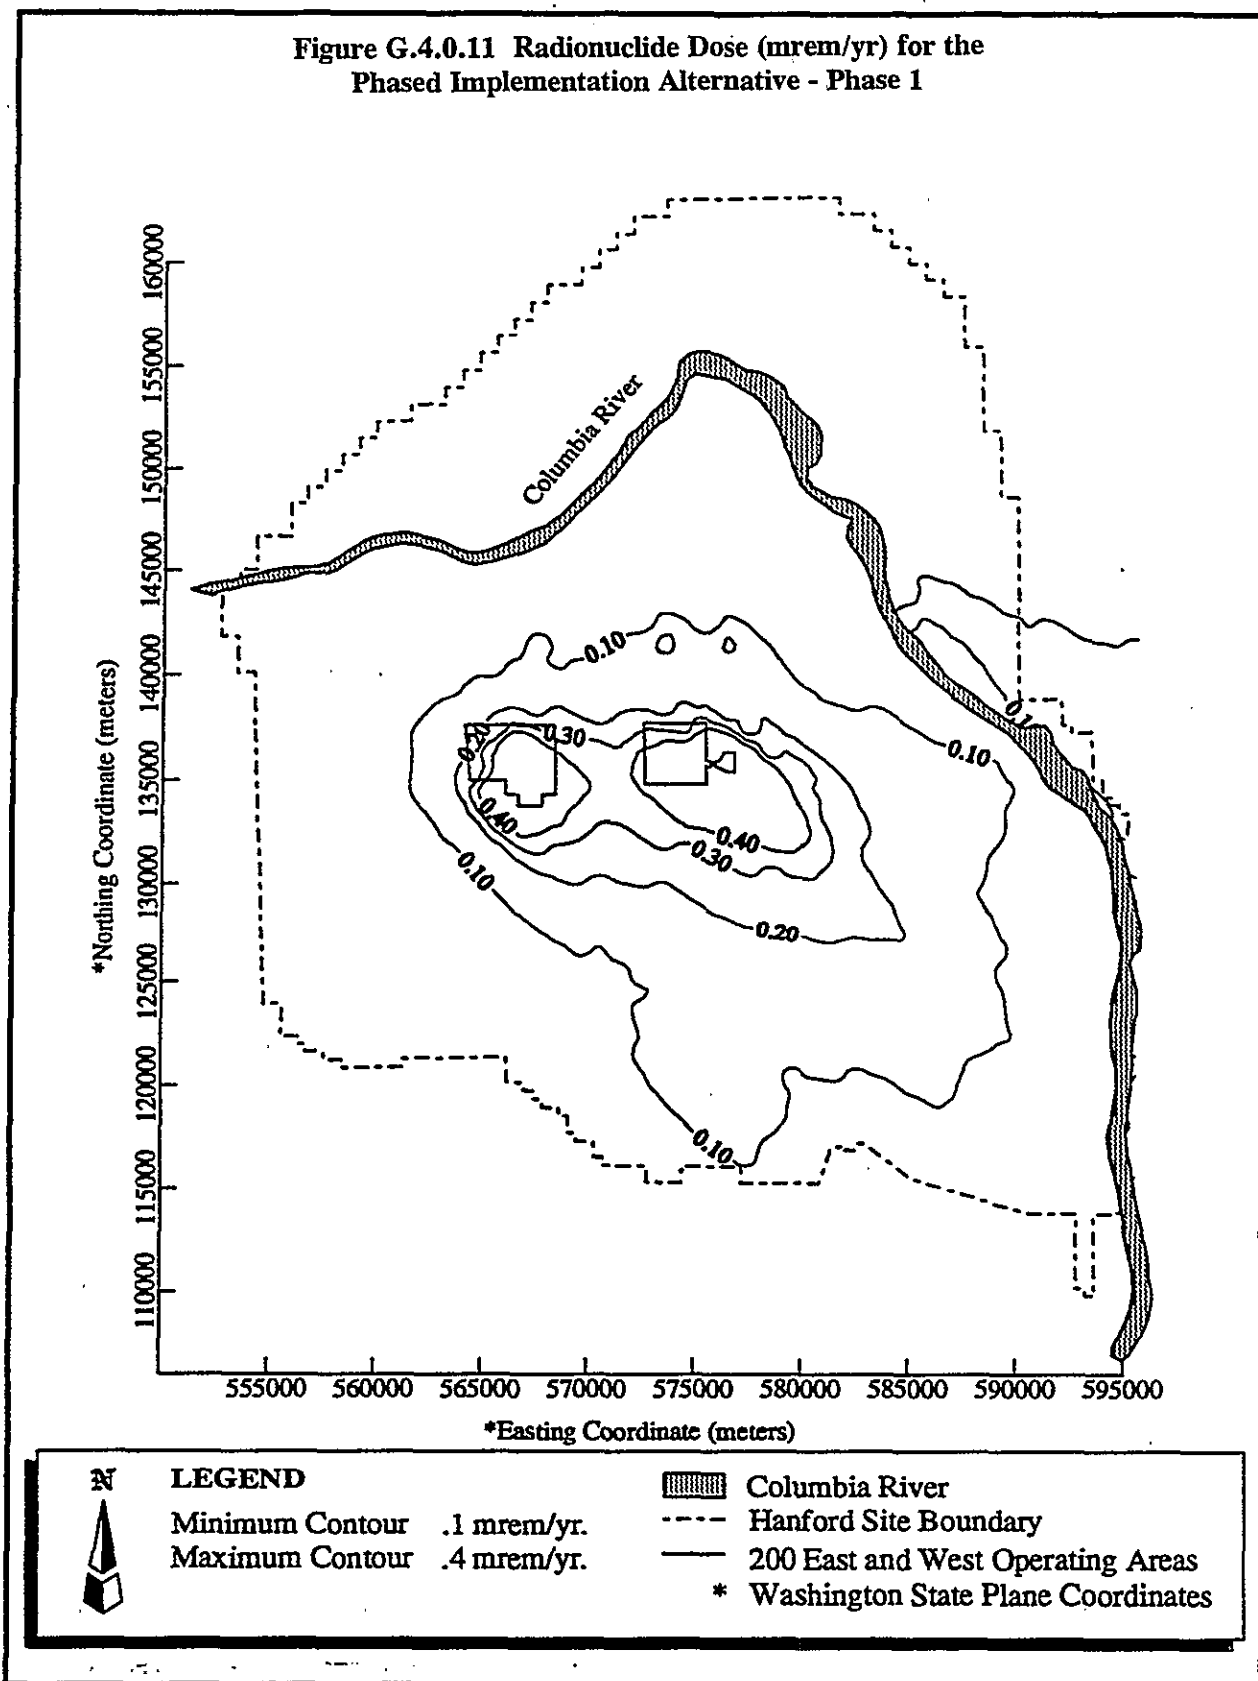 Figure G.4.0.11 Radionuclide Dose (mrem/yr) for the
Phased Implementation Alternative - Phase 1
*Northing Coordinate (meters)
160000
155000
150000
145000
140000
135000
130000
125000
120000
115000
110000
Columbia River
0.10
0.1
0.20
0.30
0.10
0.40
0.40
0.30
0.10
0.20
0.10
555000 560000 565000 570000 575000 580000 585000 590000 595000
*Easting Coordinate (meters)
N
LEGEND
Minimum Contour .1 mrem/yr.
Maximum Contour .4 mrem/yr.
Columbia River
Hanford Site Boundary
200 East and West Operating Areas
* Washington State Plane Coordinates